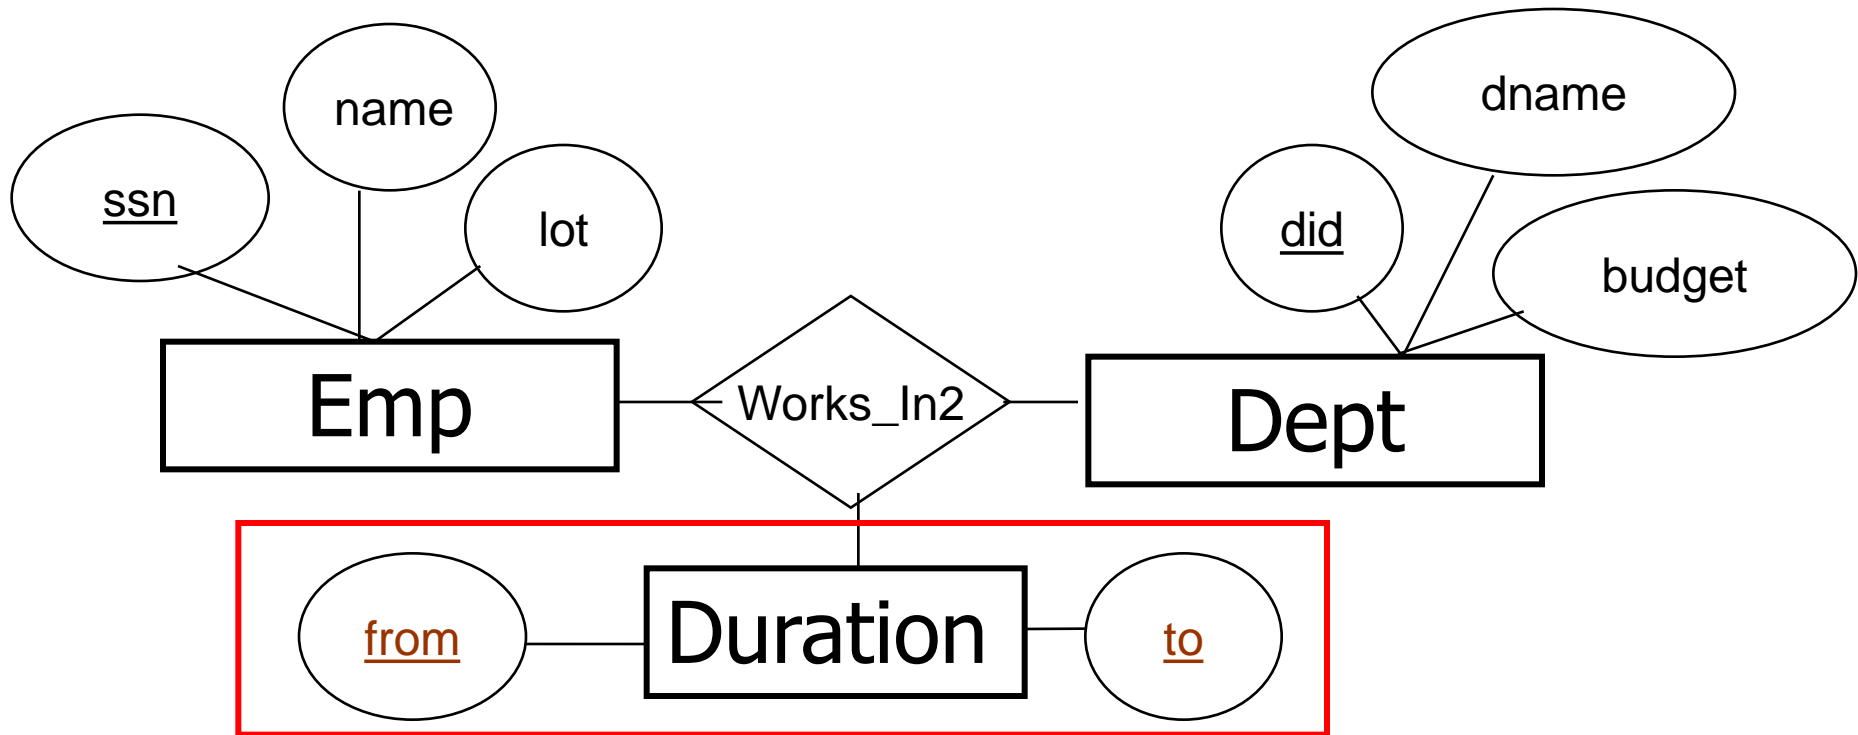 name
ssn
lot
dname
did
budget
Emp
Works_In2
Dept
from
Duration
to